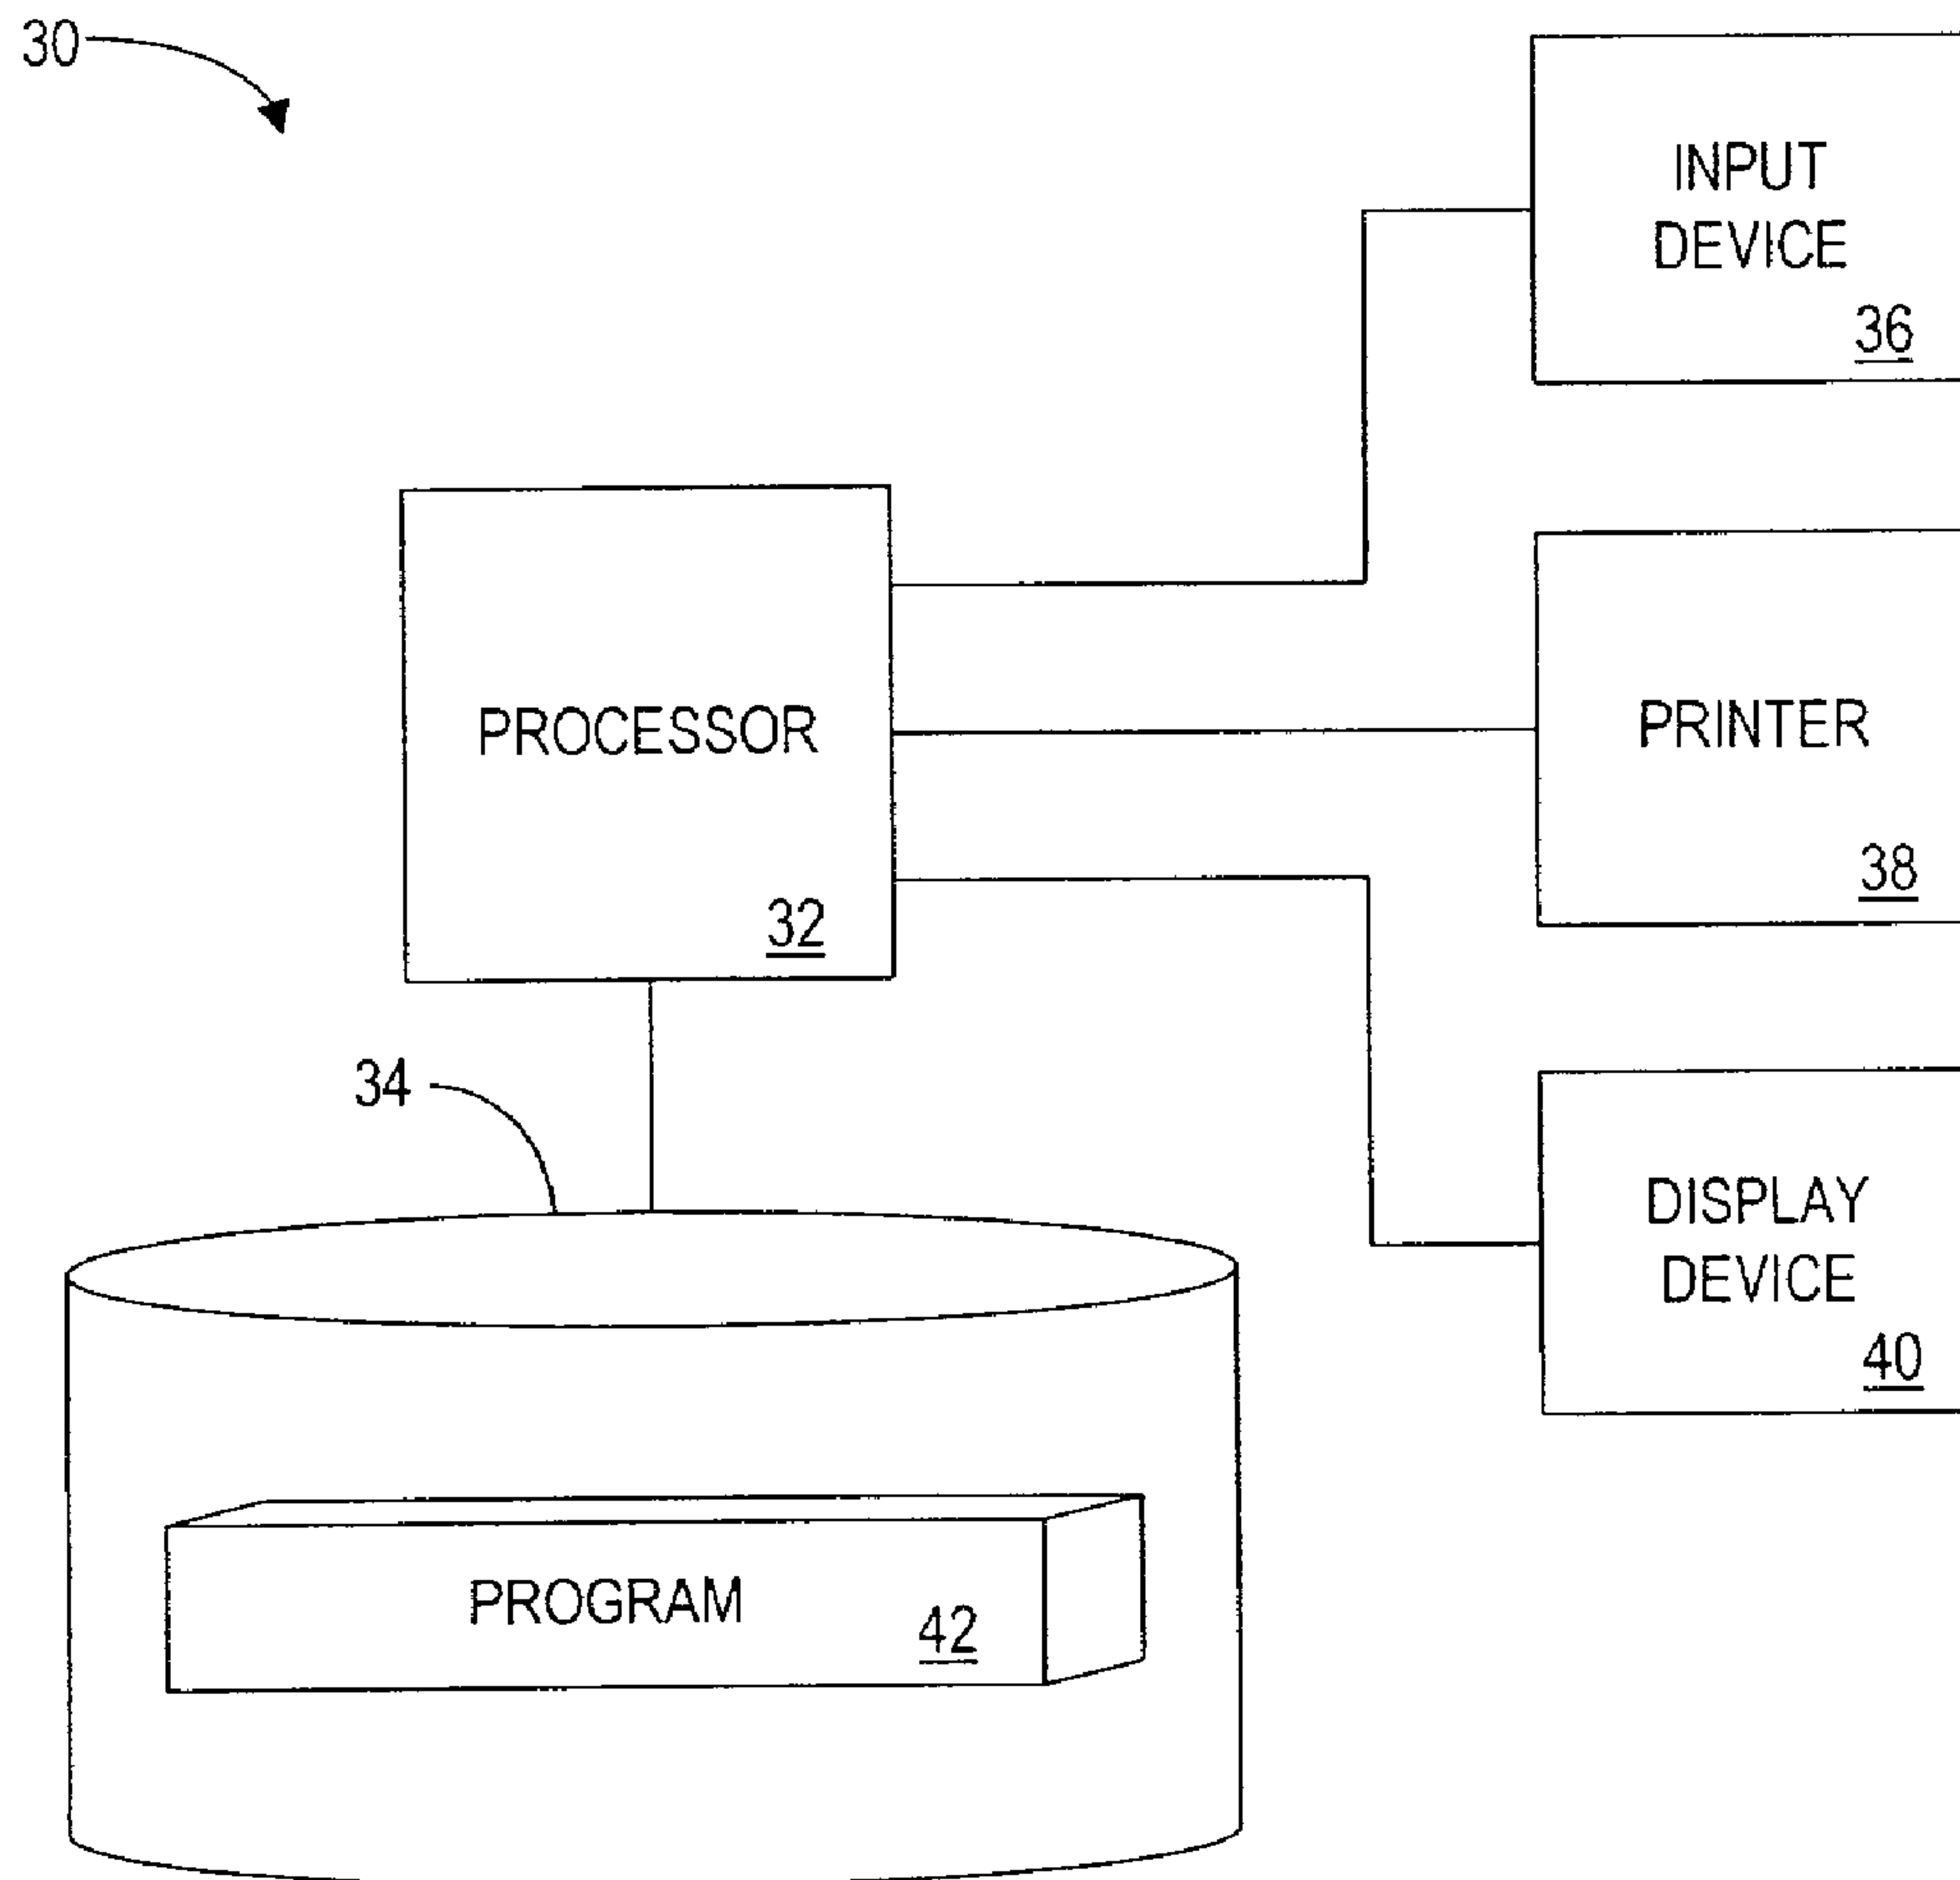 30
INPUT
DEVICE
36
PROCESSOR
32
PRINTER
38
34
DISPLAY
DEVICE
40
PROGRAM
42